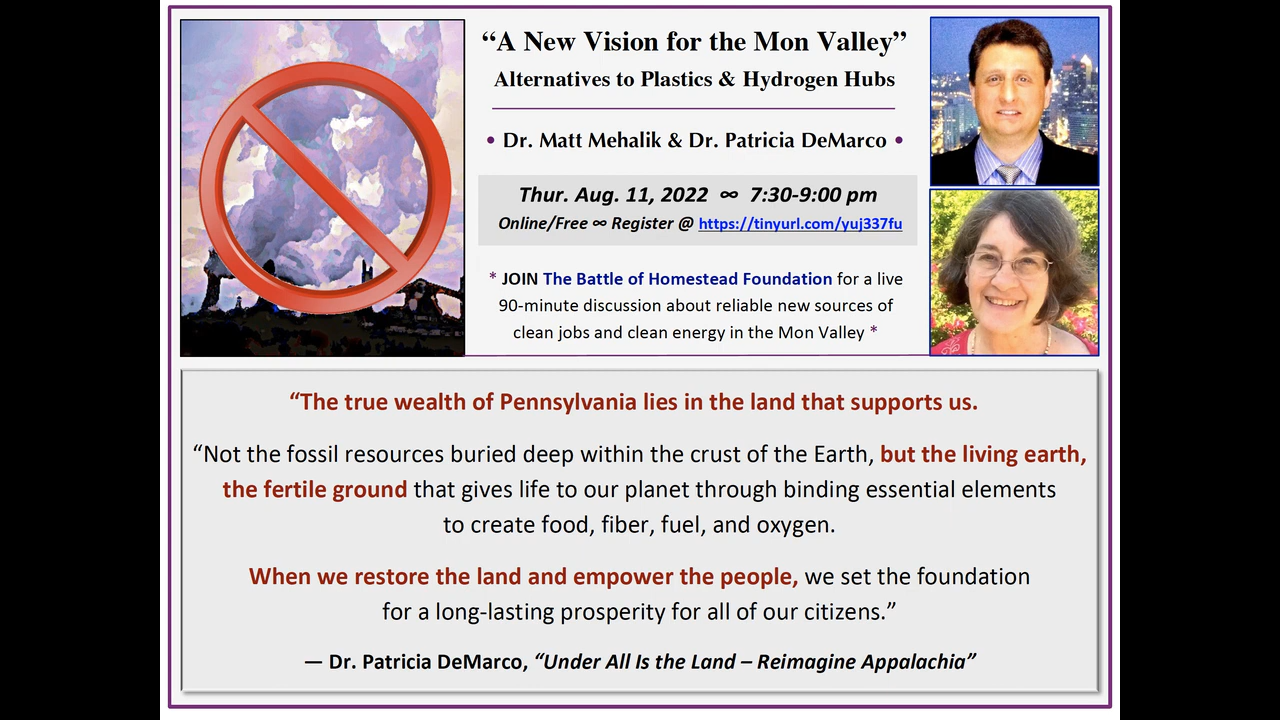 “A New Vision for the Mon Valley”
Alternatives to Plastics & Hydrogen Hubs
• Dr. Matt Mehalik & Dr. Patricia DeMarco •
Thur. Aug. 11, 2022 ∞ 7:30-9:00 pm
Online/Free ∞ Register @ https://tinyurl.com/yuj337fu
* JOIN The Battle of Homestead Foundation for a live
90-minute discussion about reliable new sources of
clean jobs and clean energy in the Mon Valley *
“The true wealth of Pennsylvania lies in the land that supports us.
“Not the fossil resources buried deep within the crust of the Earth, but the living earth,
the fertile ground that gives life to our planet through binding essential elements
to create food, fiber, fuel, and oxygen.
When we restore the land and empower the people, we set the foundation
for a long-lasting prosperity for all of our citizens.”
— Dr. Patricia DeMarco, “Under All Is the Land – Reimagine Appalachia”